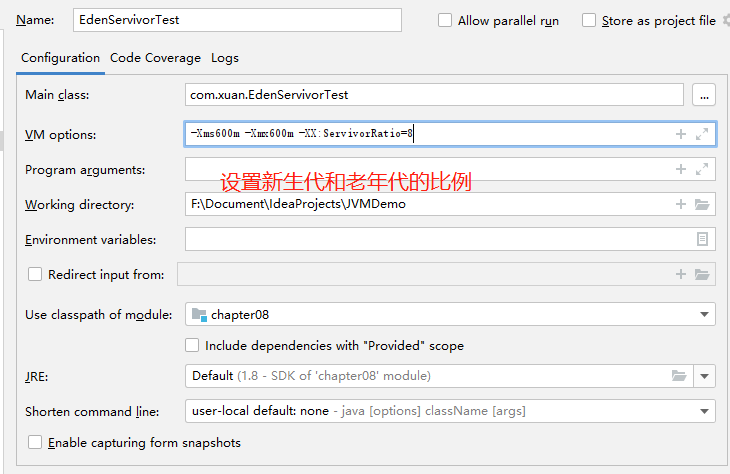 Name: EdenServivorTest Allow parallel run Store as project file
Configuration Code Coverage Logs
Main class: com.xuan.EdenServivorTest ...
VM options: -Xms600m -Xmx600m -XX:ServivorRatio=8
Program arguments:
设置新生代和老年代的比例
Working directory: F:\Document\IdeaProjects\JVMDemo
Environment variables:
Redirect input from:
Use classpath of module: chapter08
Include dependencies with "Provided" scope
JRE: Default (1.8 - SDK of 'chapter08' module)
Shorten command line: user-local default: none - java [options] className [args]
Enable capturing form snapshots